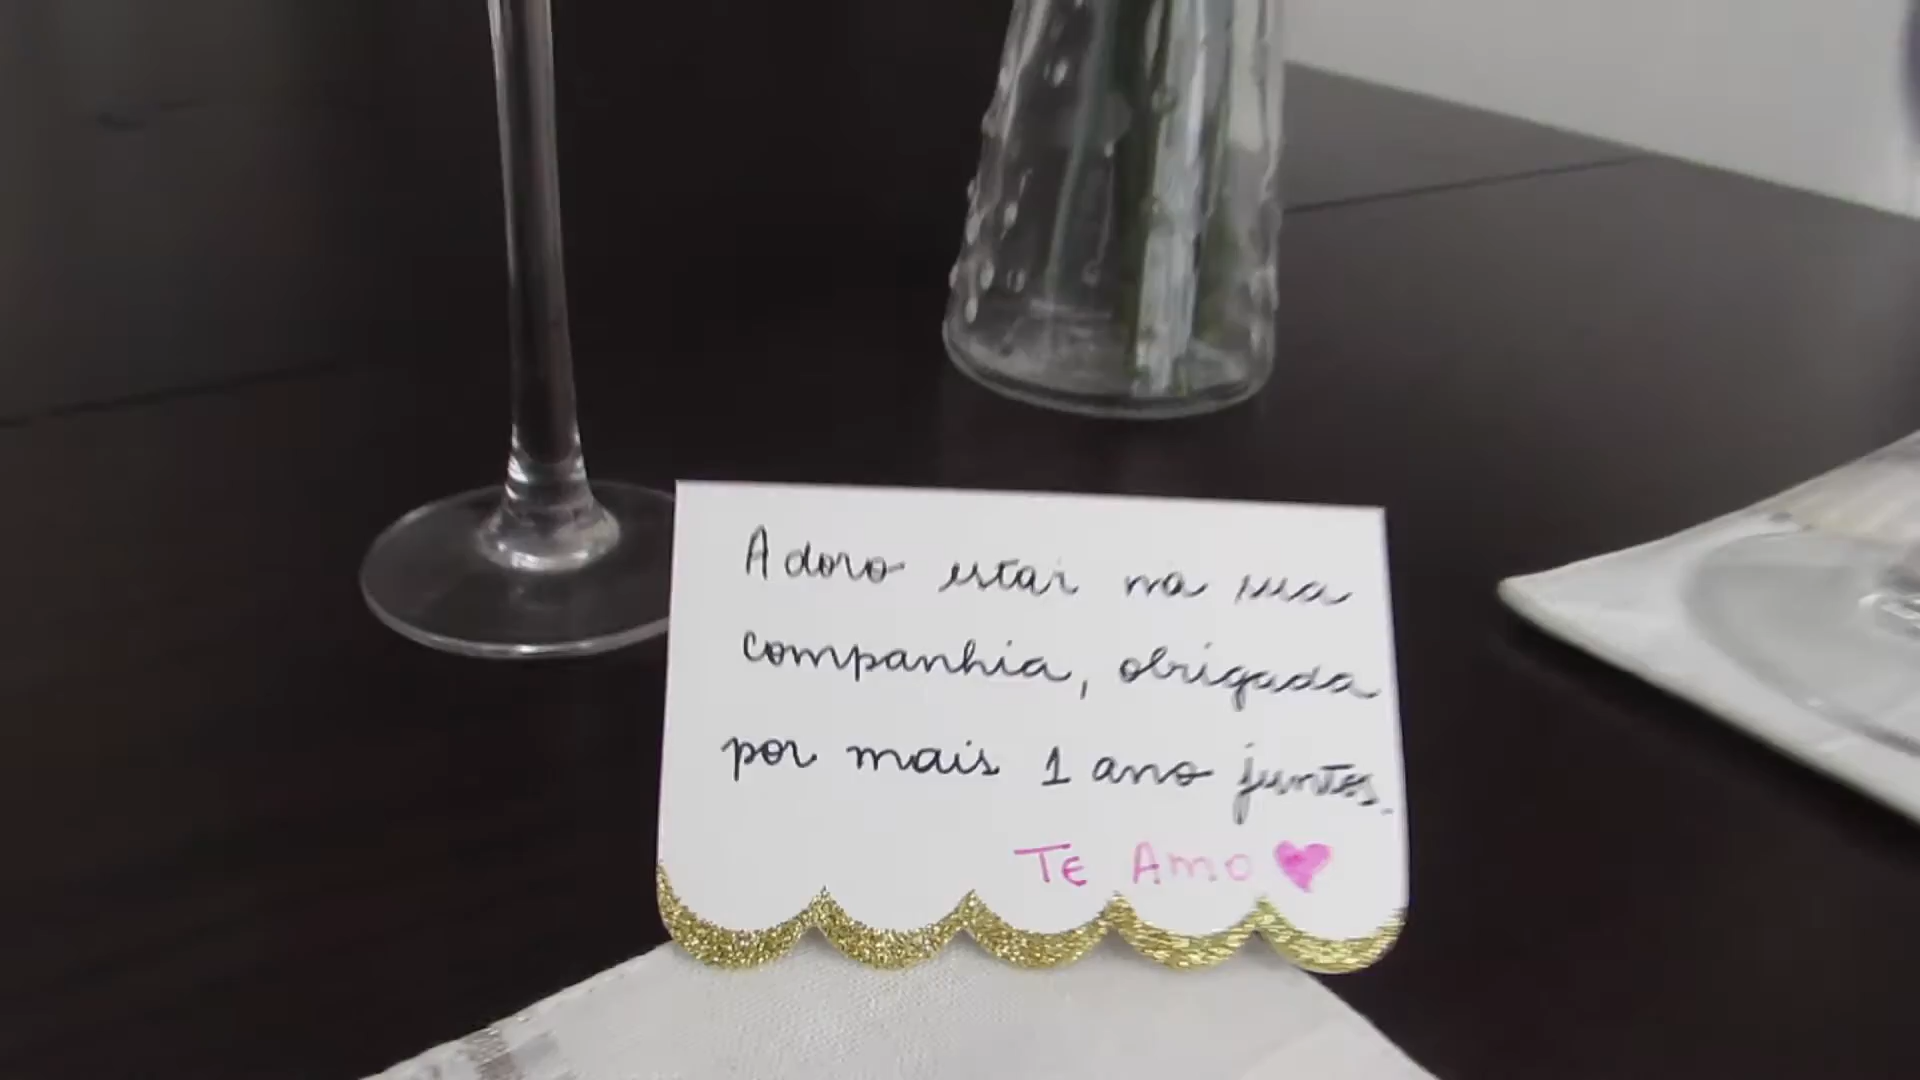 Adoro estar na sua
companhia, obrigada
por mais 1 ano juntos.
TE AMO